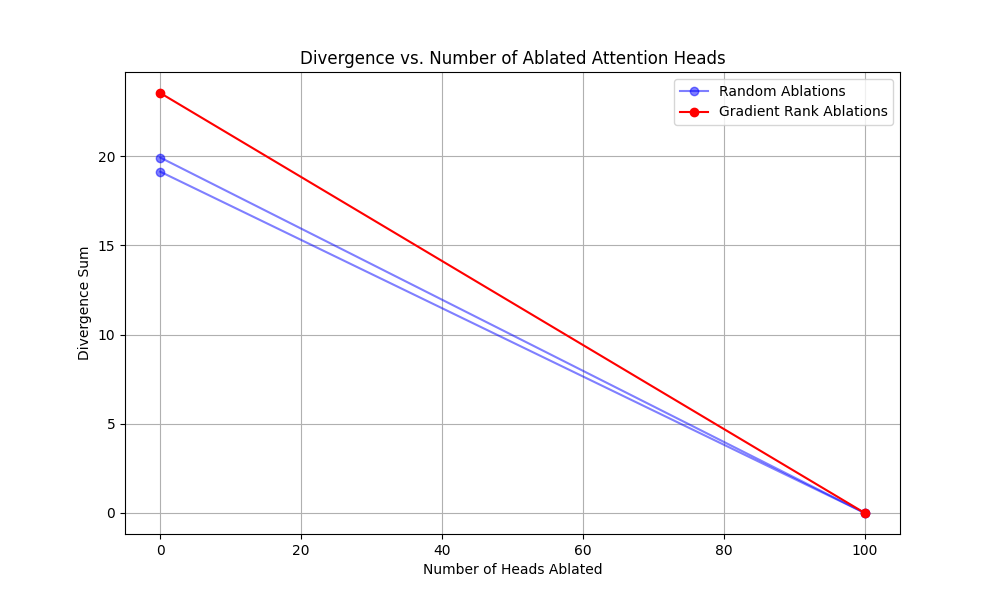 Divergence vs. Number of Ablated Attention Heads
Random Ablations
Gradient Rank Ablations
Divergence Sum
20
15
10
5
0
0 20 40 60 80 100
Number of Heads Ablated